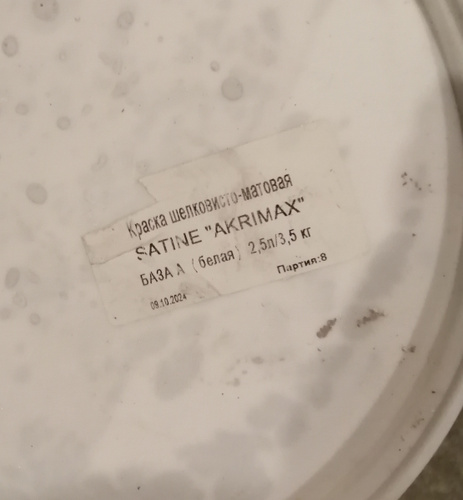 Краска шелковисто-матовая
SATINE "AKRIMAX"
БАЗА А (белая) 2,5л/3,5 кг
Партия:8
09.10.2024